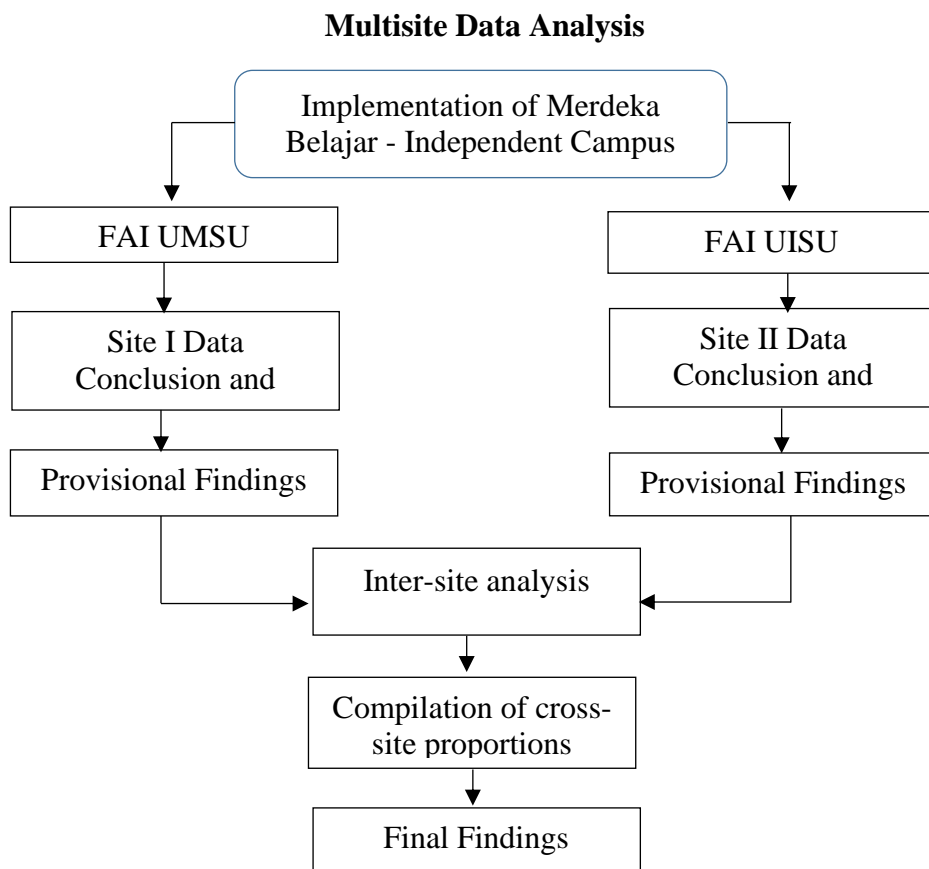 Multisite Data Analysis
Implementation of Merdeka
Belajar - Independent Campus
FAI UMSU
FAI UISU
Site I Data
Conclusion and
Site II Data
Conclusion and
Provisional Findings
Provisional Findings
Inter-site analysis
Compilation of cross-
site proportions
Final Findings